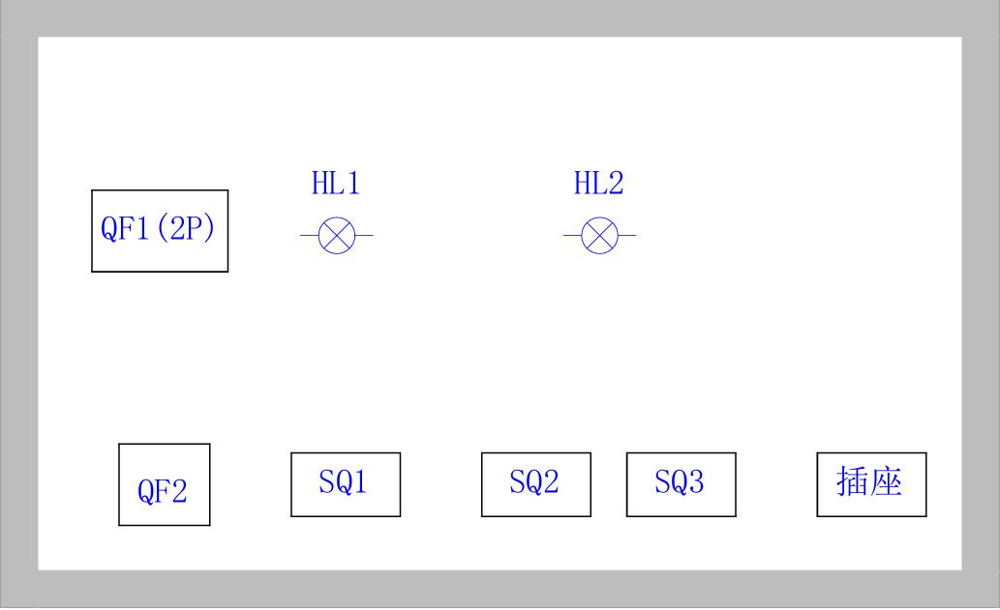 HL1
HL2
QF1(2P)
QF2
SQ1
SQ2
SQ3
插座